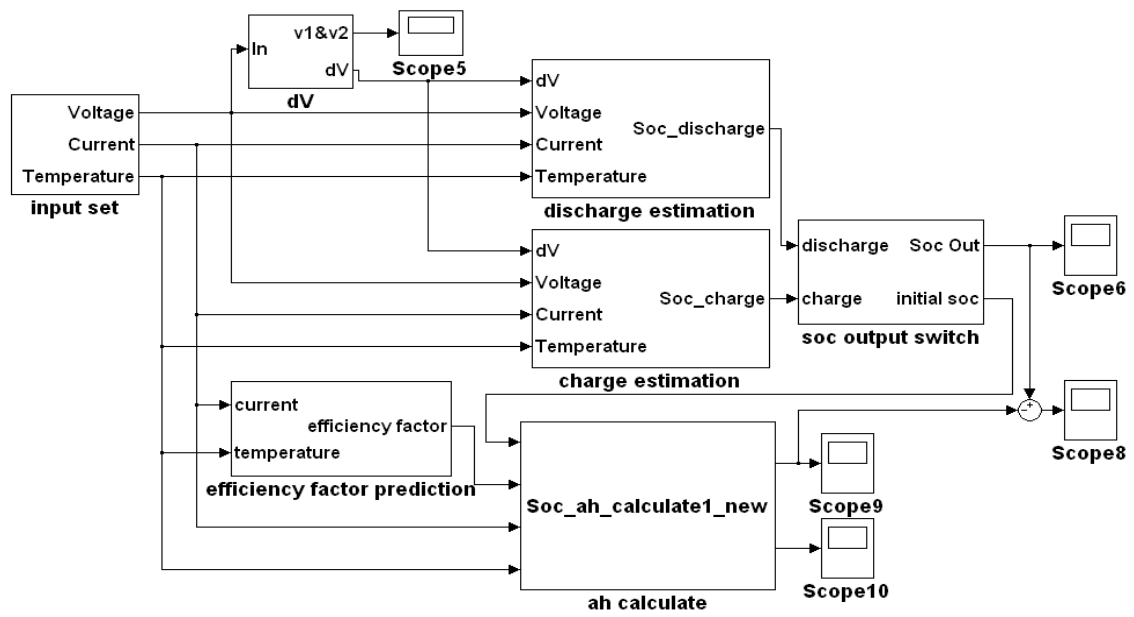 v1&v2
In
dV
Scope5
dV
Voltage
Current
Temperature
input set
dV
Voltage
Current
Temperature
Soc_discharge
discharge estimation
dV
Voltage
Current
Temperature
Soc_charge
charge estimation
discharge
charge
Soc Out
initial soc
soc output switch
Scope6
current
temperature
efficiency factor
efficiency factor prediction
Soc_ah_calculate1_new
ah calculate
-
+
Scope8
Scope9
Scope10